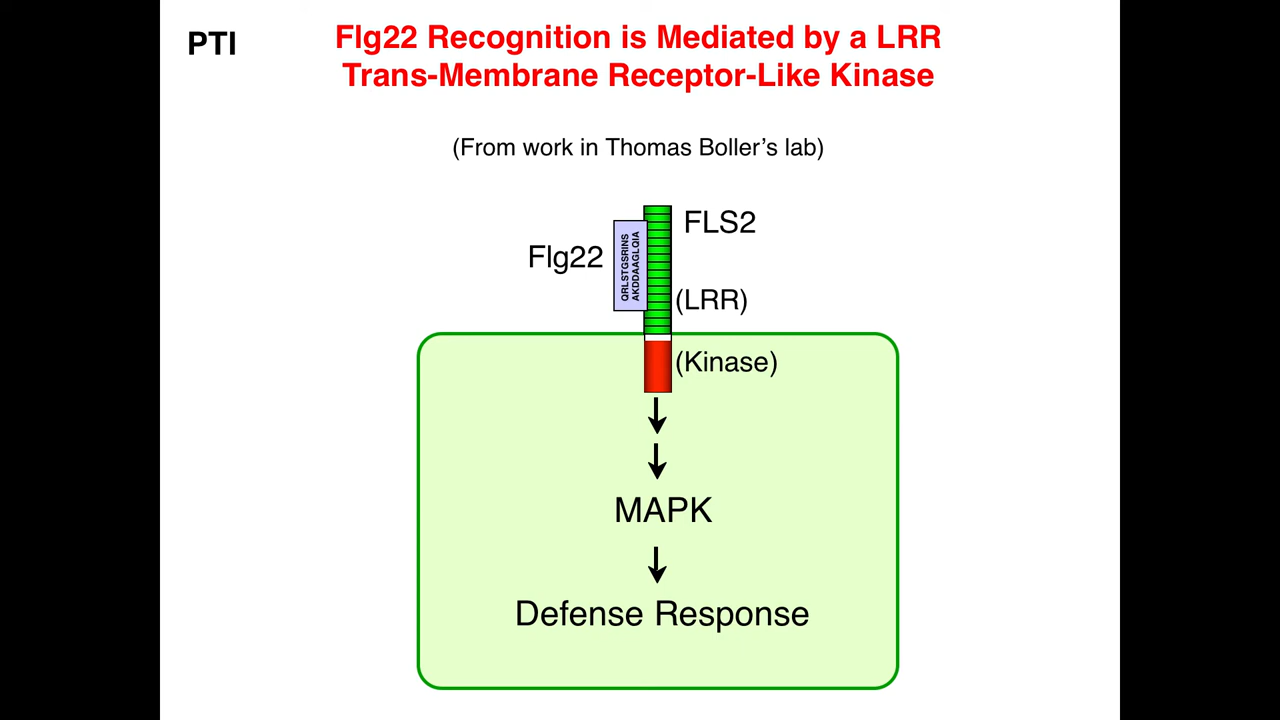 PTI
Flg22 Recognition is Mediated by a LRR
Trans-Membrane Receptor-Like Kinase
(From work in Thomas Boller’s lab)
FLS2
Flg22
QRLSTGSRINS
AKDDAAGLQIA
(LRR)
(Kinase)
MAPK
Defense Response